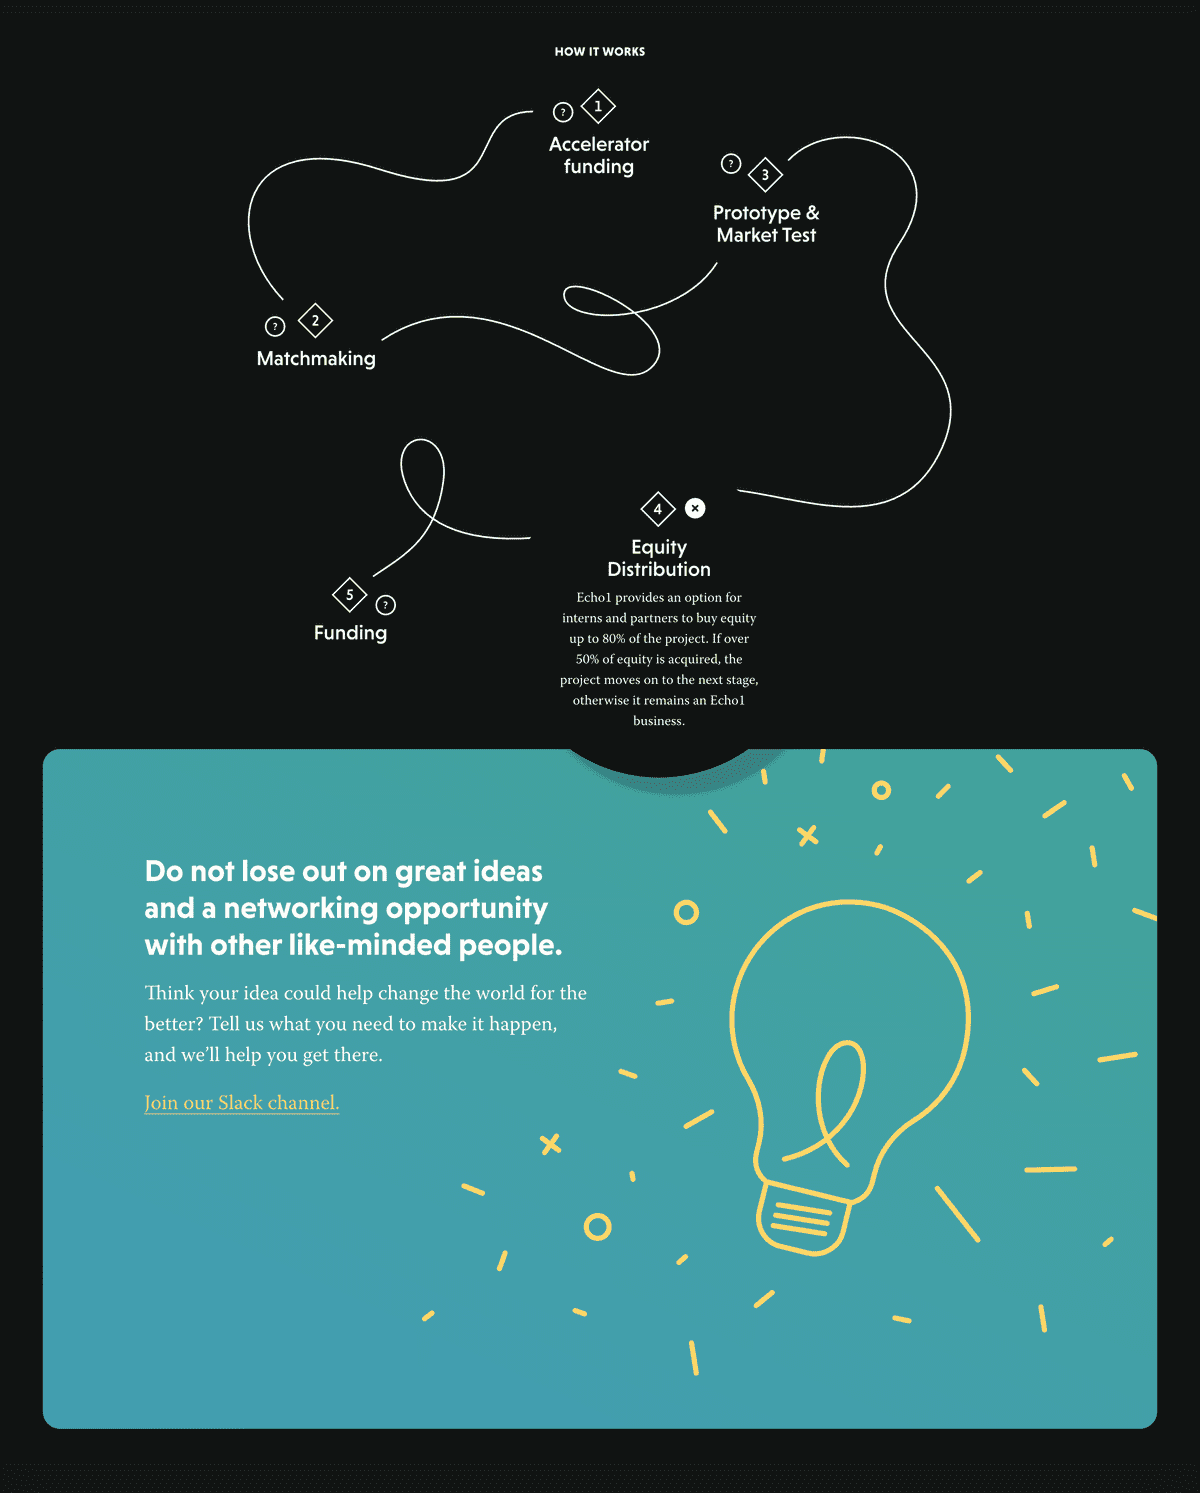 HOW IT WORKS
? 1
Accelerator
funding
? 3
Prototype &
Market Test
? 2
Matchmaking
4 ×
Equity
Distribution
Echo1 provides an option for
interns and partners to buy equity
up to 80% of the project. If over
50% of equity is acquired, the
project moves on to the next stage,
otherwise it remains an Echo1
business.
5 ?
Funding
Do not lose out on great ideas
and a networking opportunity
with other like-minded people.
Think your idea could help change the world for the
better? Tell us what you need to make it happen,
and we’ll help you get there.
Join our Slack channel.